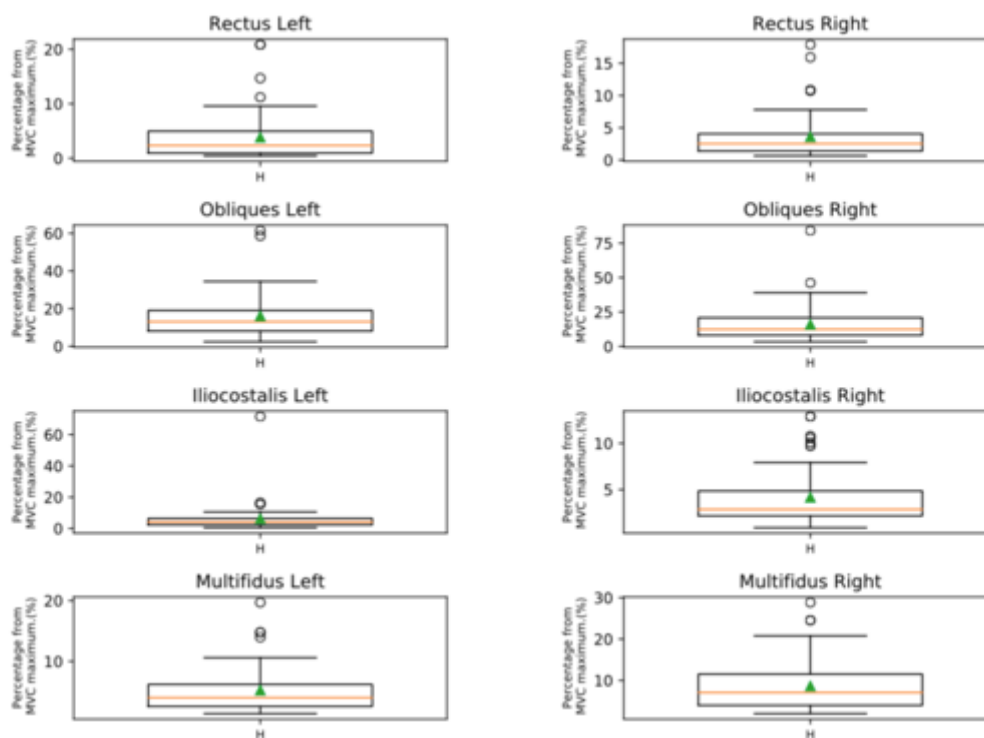 Rectus Left
Percentage from
MVC maximum.(%)
20
10
0
H
Rectus Right
Percentage from
MVC maximum.(%)
15
10
5
0
H
Obliques Left
Percentage from
MVC maximum.(%)
60
40
20
0
H
Obliques Right
Percentage from
MVC maximum.(%)
75
50
25
0
H
Iliocostalis Left
Percentage from
MVC maximum.(%)
60
40
20
0
H
Iliocostalis Right
Percentage from
MVC maximum.(%)
10
5
H
Multifidus Left
Percentage from
MVC maximum.(%)
20
10
H
Multifidus Right
Percentage from
MVC maximum.(%)
30
20
10
H